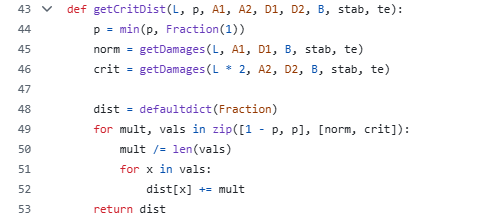 43 def getCritDist(L, p, A1, A2, D1, D2, B, stab, te):
44     p = min(p, Fraction(1))
45     norm = getDamages(L, A1, D1, B, stab, te)
46     crit = getDamages(L * 2, A2, D2, B, stab, te)
47
48     dist = defaultdict(Fraction)
49     for mult, vals in zip([1 - p, p], [norm, crit]):
50         mult /= len(vals)
51         for x in vals:
52             dist[x] += mult
53     return dist